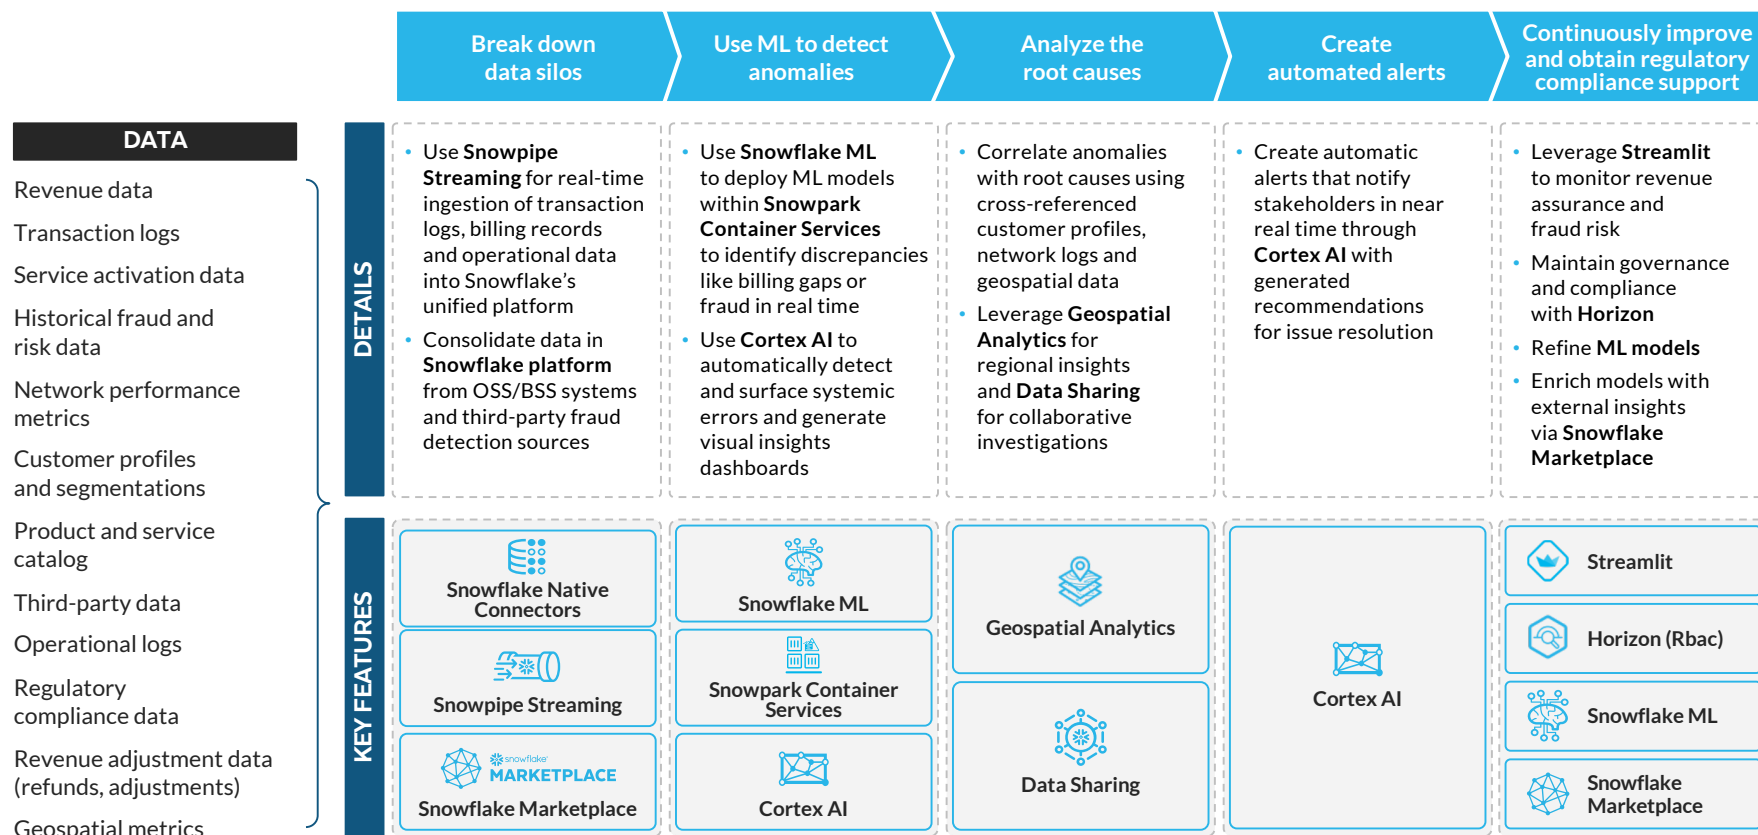 Break down
data silos
Use ML to detect
anomalies
Analyze the
root causes
Create
automated alerts
Continuously improve
and obtain regulatory
compliance support
DATA
Revenue data
Transaction logs
Service activation data
Historical fraud and
risk data
Network performance
metrics
Customer profiles
and segmentations
Product and service
catalog
Third-party data
Operational logs
Regulatory
compliance data
Revenue adjustment data
(refunds, adjustments)
Geospatial metrics
DETAILS
• Use Snowpipe
Streaming for real-time
ingestion of transaction
logs, billing records
and operational data
into Snowflake’s
unified platform
• Consolidate data in
Snowflake platform
from OSS/BSS systems
and third-party fraud
detection sources
• Use Snowflake ML
to deploy ML models
within Snowpark
Container Services
to identify discrepancies
like billing gaps or
fraud in real time
• Use Cortex AI to
automatically detect
and surface systemic
errors and generate
visual insights
dashboards
• Correlate anomalies
with root causes using
cross-referenced
customer profiles,
network logs and
geospatial data
• Leverage Geospatial
Analytics for
regional insights
and Data Sharing
for collaborative
investigations
• Create automatic
alerts that notify
stakeholders in near
real time through
Cortex AI with
generated
recommendations
for issue resolution
• Leverage Streamlit
to monitor revenue
assurance and
fraud risk
• Maintain governance
and compliance
with Horizon
• Refine ML models
• Enrich models with
external insights
via Snowflake
Marketplace
KEY FEATURES
Snowflake Native
Connectors
Snowpipe Streaming
snowflake®
MARKETPLACE
Snowflake Marketplace
Snowflake ML
Snowpark Container
Services
Cortex AI
Geospatial Analytics
Data Sharing
Cortex AI
Streamlit
Horizon (Rbac)
Snowflake ML
Snowflake
Marketplace